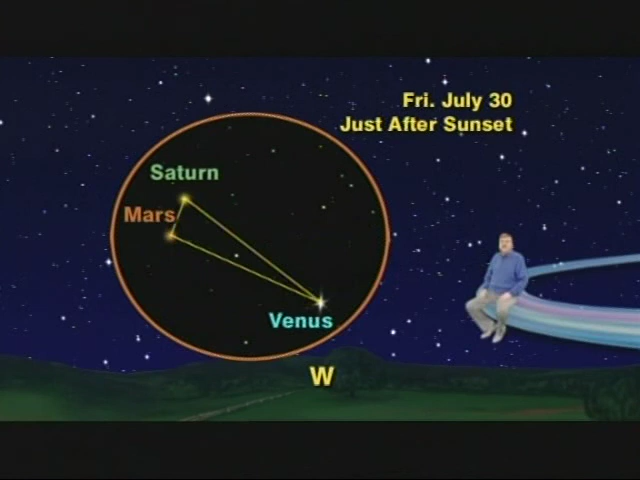 Fri. July 30
Just After Sunset
Saturn
Mars
Venus
W